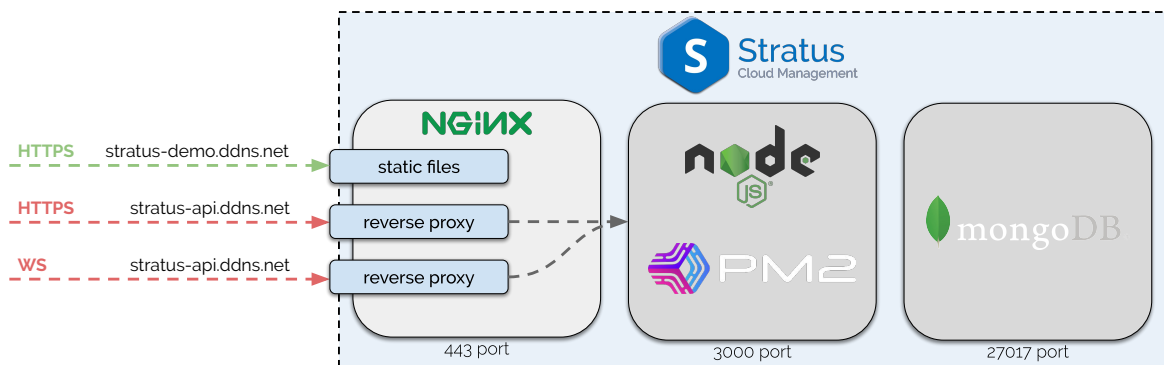 S Stratus
Cloud Management
NGiNX
HTTPS stratus-demo.ddns.net
static files
HTTPS stratus-api.ddns.net
reverse proxy
WS stratus-api.ddns.net
reverse proxy
443 port
node
JS
PM2
3000 port
mongoDB
27017 port